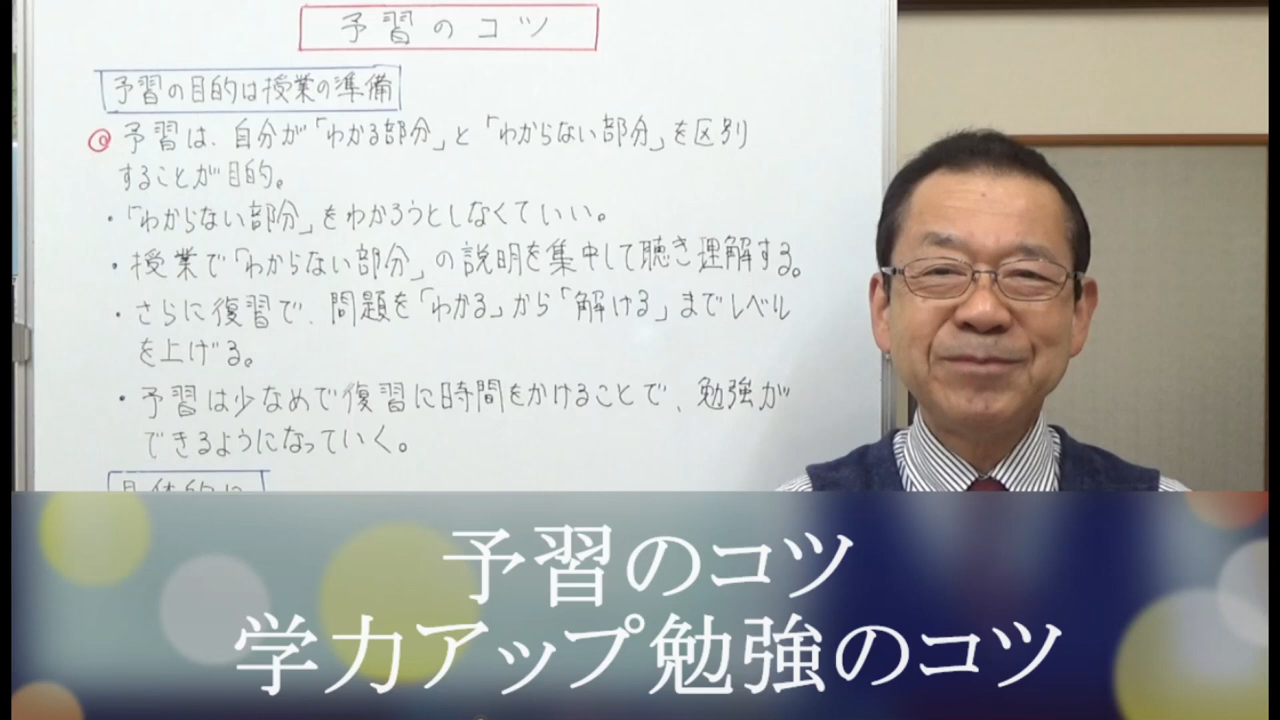 予習のコツ
予習の目的は授業の準備
◎ 予習は、自分が「わかる部分」と「わからない部分」を区別
することが目的。
・「わからない部分」をわかろうとしなくていい。
・授業で「わからない部分」の説明を集中して聴き理解する。
・さらに復習で、問題を「わかる」から「解ける」までレベル
を上げる。
・予習は少なめで復習に時間をかけることで、勉強が
できるようになっていく。
具体的に
予習のコツ
学力アップ勉強のコツ